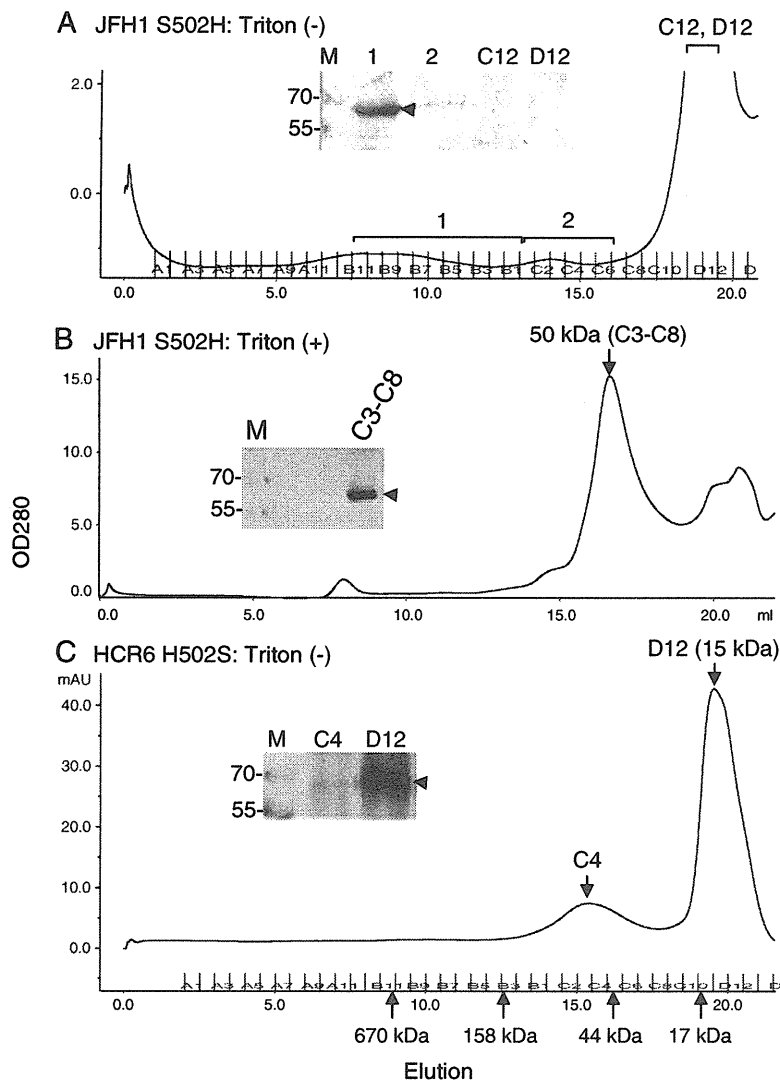 A JFH1 S502H: Triton (-)
C12, D12
M 1 2 C12 D12
2.0
70-
55-
0.0
1 2
A1 A3 A5 A7 A9 A11 B11 B9 B7 B5 B3 B1 C2 C4 C6 C8 C10 D12 D
0.0 5.0 10.0 15.0 20.0
B JFH1 S502H: Triton (+)
50 kDa (C3-C8)
15.0
M C3-C8
10.0
70-
55-
OD280
5.0
0.0
0.0 5.0 10.0 15.0 20.0 ml
C HCR6 H502S: Triton (-)
D12 (15 kDa)
mAU
40.0
M C4 D12
70-
30.0
55-
20.0
C4
10.0
0.0
A1 A3 A5 A7 A9 A11 B11 B9 B7 B5 B3 B1 C2 C4 C6 C8 C10 D12 D
0.0 5.0 10.0 15.0 20.0
670 kDa 158 kDa 44 kDa 17 kDa
Elution